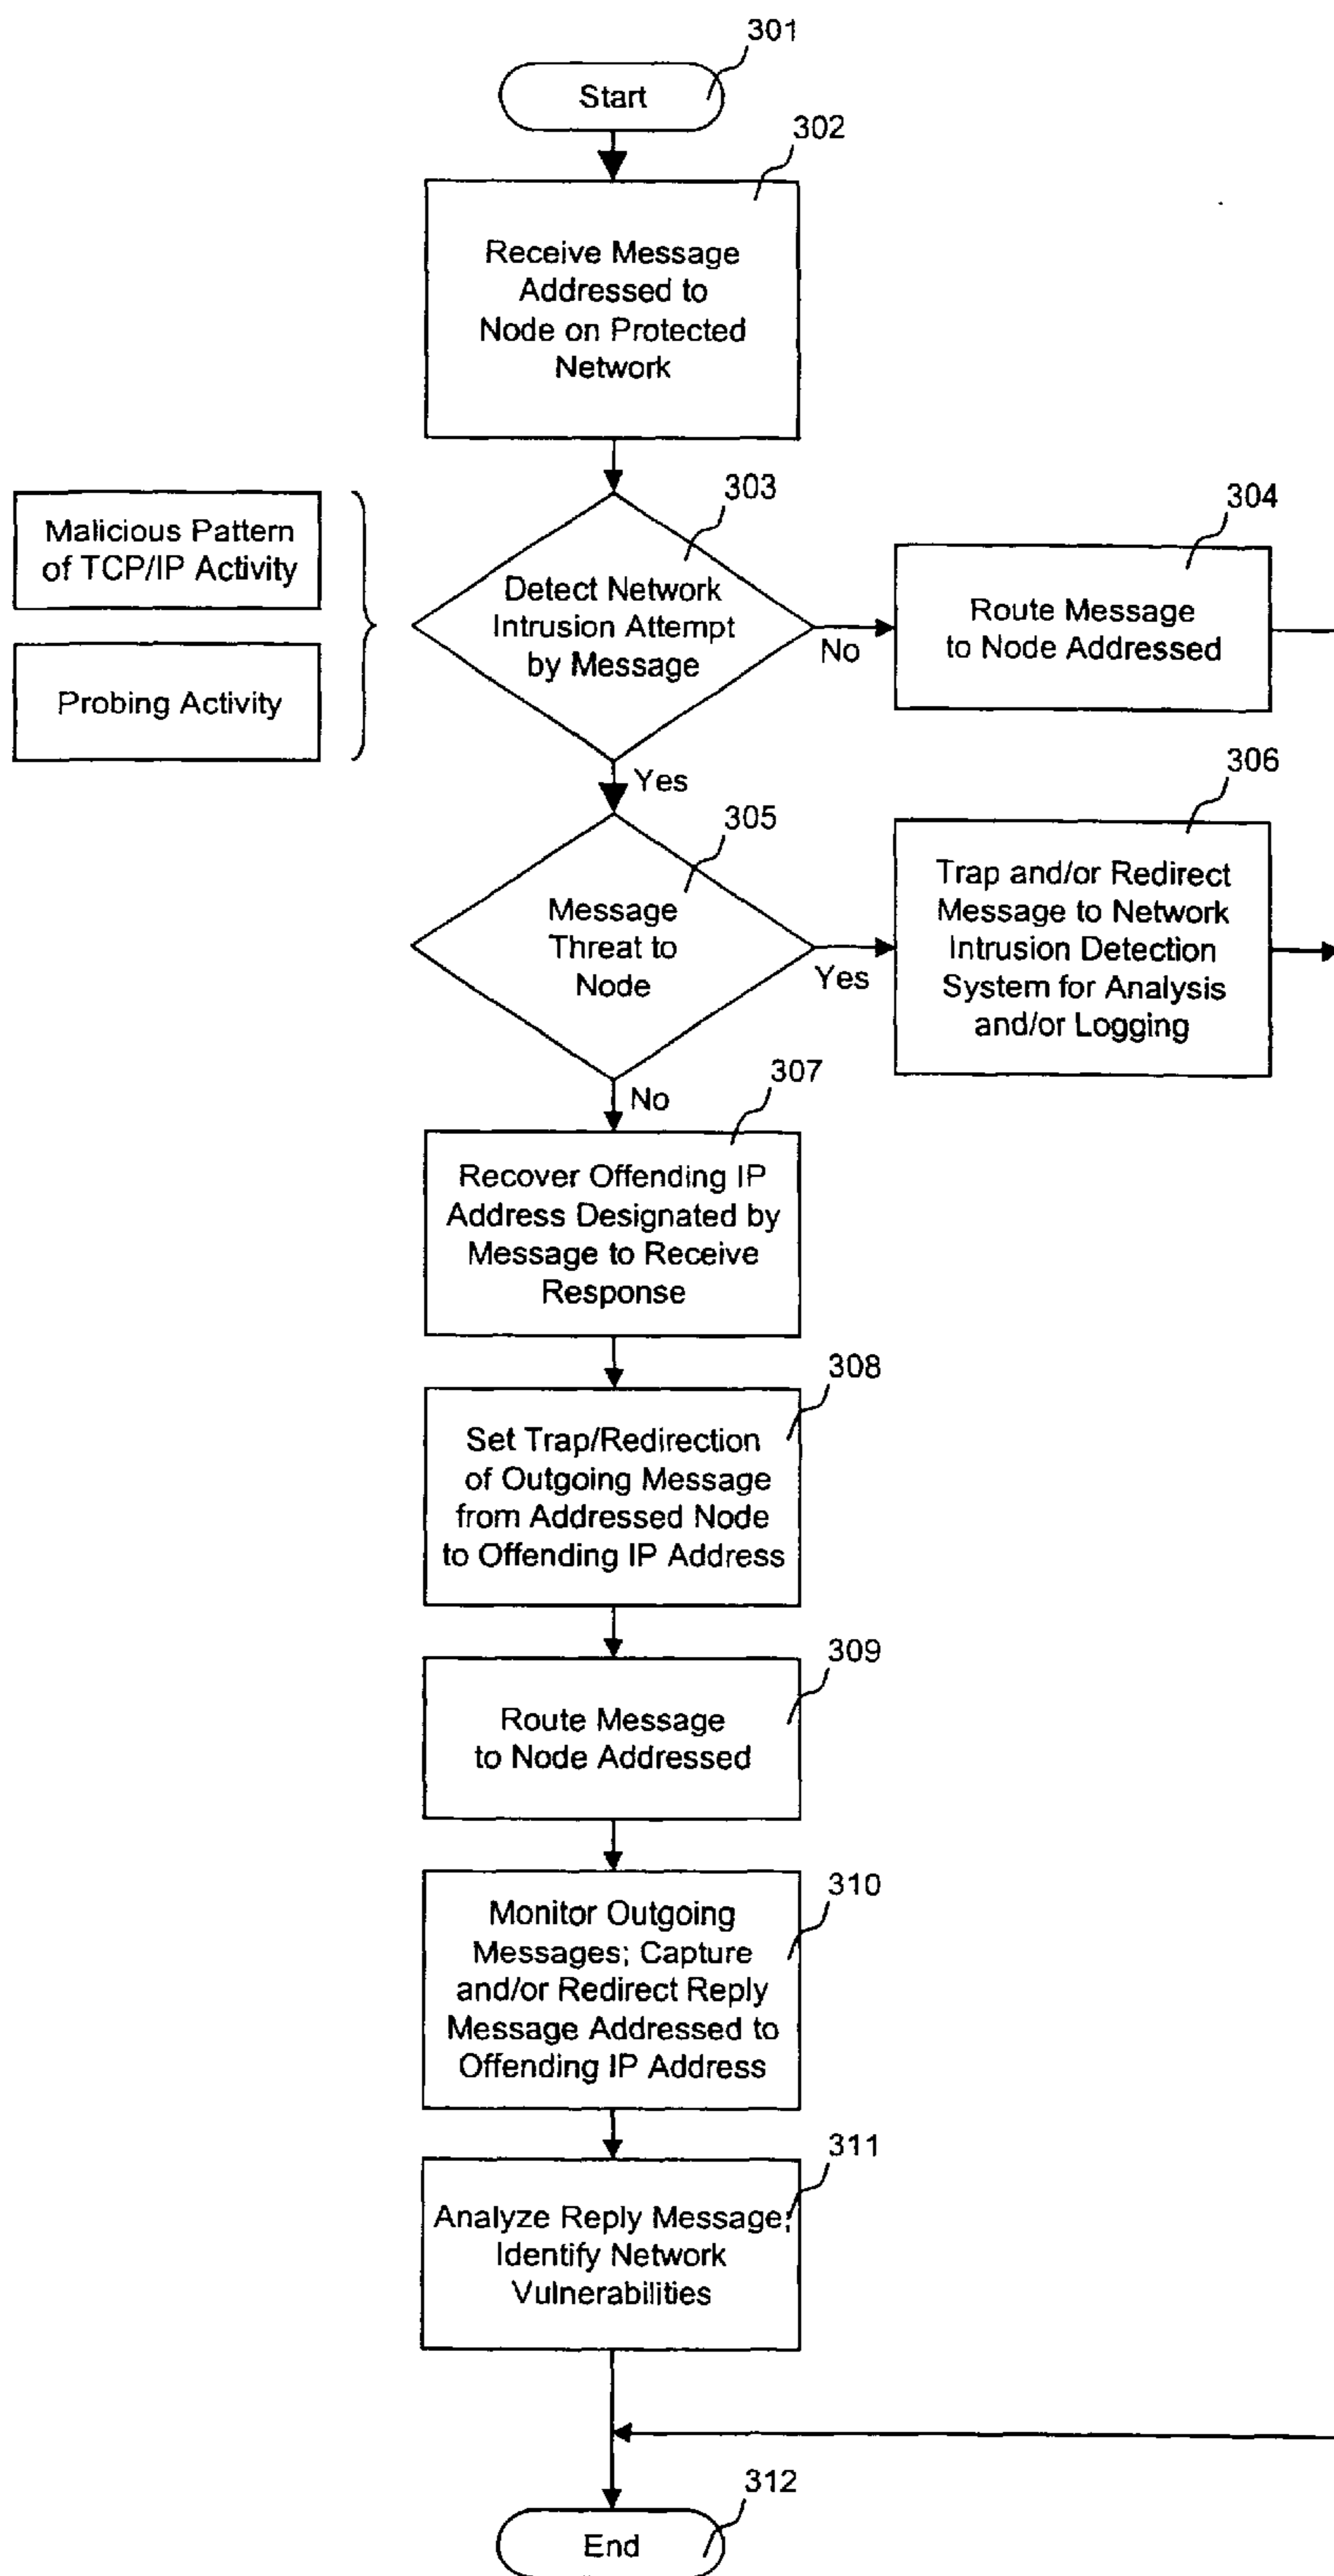 301
Start
302
Receive Message
Addressed to
Node on Protected
Network
303
Malicious Pattern
of TCP/IP Activity
Probing Activity
Detect Network
Intrusion Attempt
by Message
No
304
Route Message
to Node Addressed
Yes
305
Message
Threat to
Node
Yes
306
Trap and/or Redirect
Message to Network
Intrusion Detection
System for Analysis
and/or Logging
No
307
Recover Offending IP
Address Designated by
Message to Receive
Response
308
Set Trap/Redirection
of Outgoing Message
from Addressed Node
to Offending IP Address
309
Route Message
to Node Addressed
310
Monitor Outgoing
Messages; Capture
and/or Redirect Reply
Message Addressed to
Offending IP Address
311
Analyze Reply Message;
Identify Network
Vulnerabilities
312
End